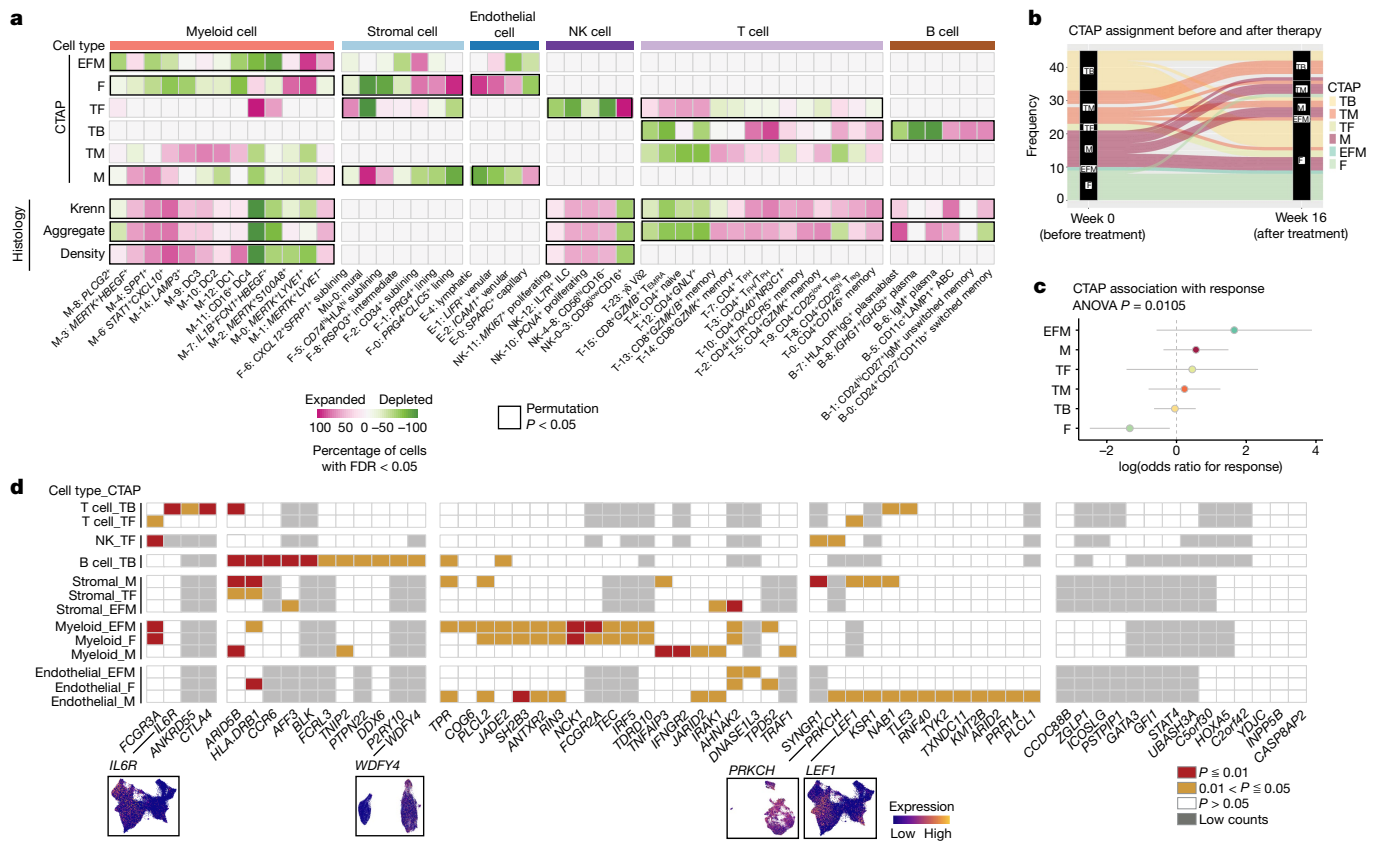 a
Myeloid cell
Stromal cell
Endothelial
cell
NK cell
T cell
B cell
Cell type
CTAP
EFM
F
TF
TB
TM
M
Histology
Krenn
Aggregate
Density
M-8: PLCG2⁺
M-3: MERTK⁺HBEGF⁺
M-4: SPP1⁺
M-6: STAT1⁺CXCL10⁺
M-14: LAMP3⁺
M-9: DC3
M-10: DC2
M-12: DC1
M-11: CD16⁺ DC4
M-7: IL1B⁺FCN1⁺HBEGF⁺
M-2: MERTK⁺S100A8⁺
M-0: MERTK⁺LYVE1⁺
M-1: MERTK⁺LYVE1⁻
F-6: CXCL12⁺SFRP1⁺ sublining
Mu-0: mural
F-5: CD74ʰⁱHLAʰⁱ sublining
F-8: RSPO3⁺ intermediate
F-2: CD34⁺ sublining
F-1: PRG4⁺ lining
F-0: PRG4⁺CLIC5⁺ lining
E-4: lymphatic
E-1: LIFR⁺ venular
E-2: ICAM1⁺ venular
E-0: SPARC⁺ capillary
NK-11: MKI67⁺ proliferating
NK-12: IL7R⁺ ILC
NK-10: PCNA⁺ proliferating
NK-4–8: CD56ʰⁱCD16⁻
NK-0–3: CD56ˡᵒʷCD16⁺
T-23: γδ Vδ2
T-15: CD8⁺GZMB⁺ TEMRA
T-4: CD4⁺ naive
T-12: CD4⁺GNLY⁺
T-13: CD8⁺GZMK/B⁺ memory
T-14: CD8⁺GZMK⁺ memory
T-7: CD4⁺ TPH
T-3: CD4⁺ TFH/TPH
T-10: CD4⁺OX40⁺NR3C1⁺
T-2: CD4⁺IL7R⁺CCR5⁺ memory
T-5: CD4⁺GZMK⁺ memory
T-9: CD4⁺CD25ˡᵒʷ Treg
T-8: CD4⁺CD25ʰⁱ Treg
T-0: CD4⁺CD146⁺ memory
B-7: HLA-DR⁺IgG⁺ plasmablast
B-8: IGHG1⁺IGHG3⁺ plasma
B-6: IgM⁺ plasma
B-5: CD11c⁺LAMP1⁺ ABC
B-1: CD24ʰⁱCD27⁺IgM⁺ unswitched memory
B-0: CD24⁺CD27⁺CD11b⁺ switched memory
Expanded
Depleted
100 50 0 −50 −100
Percentage of cells
with FDR < 0.05
Permutation
P < 0.05
b
CTAP assignment before and after therapy
Frequency
40
30
20
10
0
TB
TM
TF
M
EFM
F
TB
TM
M
EFM
F
Week 0
(before treatment)
Week 16
(after treatment)
CTAP
TB
TM
TF
M
EFM
F
c
CTAP association with response
ANOVA P = 0.0105
EFM
M
TF
TM
TB
F
−2 0 2 4
log(odds ratio for response)
d
Cell type_CTAP
T cell_TB
T cell_TF
NK_TF
B cell_TB
Stromal_M
Stromal_TF
Stromal_EFM
Myeloid_EFM
Myeloid_F
Myeloid_M
Endothelial_EFM
Endothelial_F
Endothelial_M
FCGR3A
IL6R
ANKRD55
CTLA4
ARID5B
HLA.DRB1
CCR6
AFF3
BLK
FCRL3
TNIP2
PTPN22
DDX6
P2RY10
WDFY4
TPR
COG6
PLCL2
JADE2
SH2B3
ANTXR2
RIN3
NCK1
FCGR2A
IRF5
TDRD10
TNFAIP3
IFNGR2
JARID2
IRAK1
AHNAK2
DNASE1L3
TPD52
TRAF1
SYNGR1
PRKCH
LEF1
KSR1
NAB1
TLE3
RNF40
TYK2
TXNDC11
KMT2B
ARID2
PRR14
PLCL1
CCDC88B
ZGLP1
ICOSLG
PSTPIP1
GATA3
GFI1
STAT4
UBASH3A
C5orf30
HOXA5
C2orf42
YDJC
INPP5B
CASP8AP2
IL6R
WDFY4
PRKCH
LEF1
Expression
Low High
P ≦ 0.01
0.01 < P ≦ 0.05
P > 0.05
Low counts